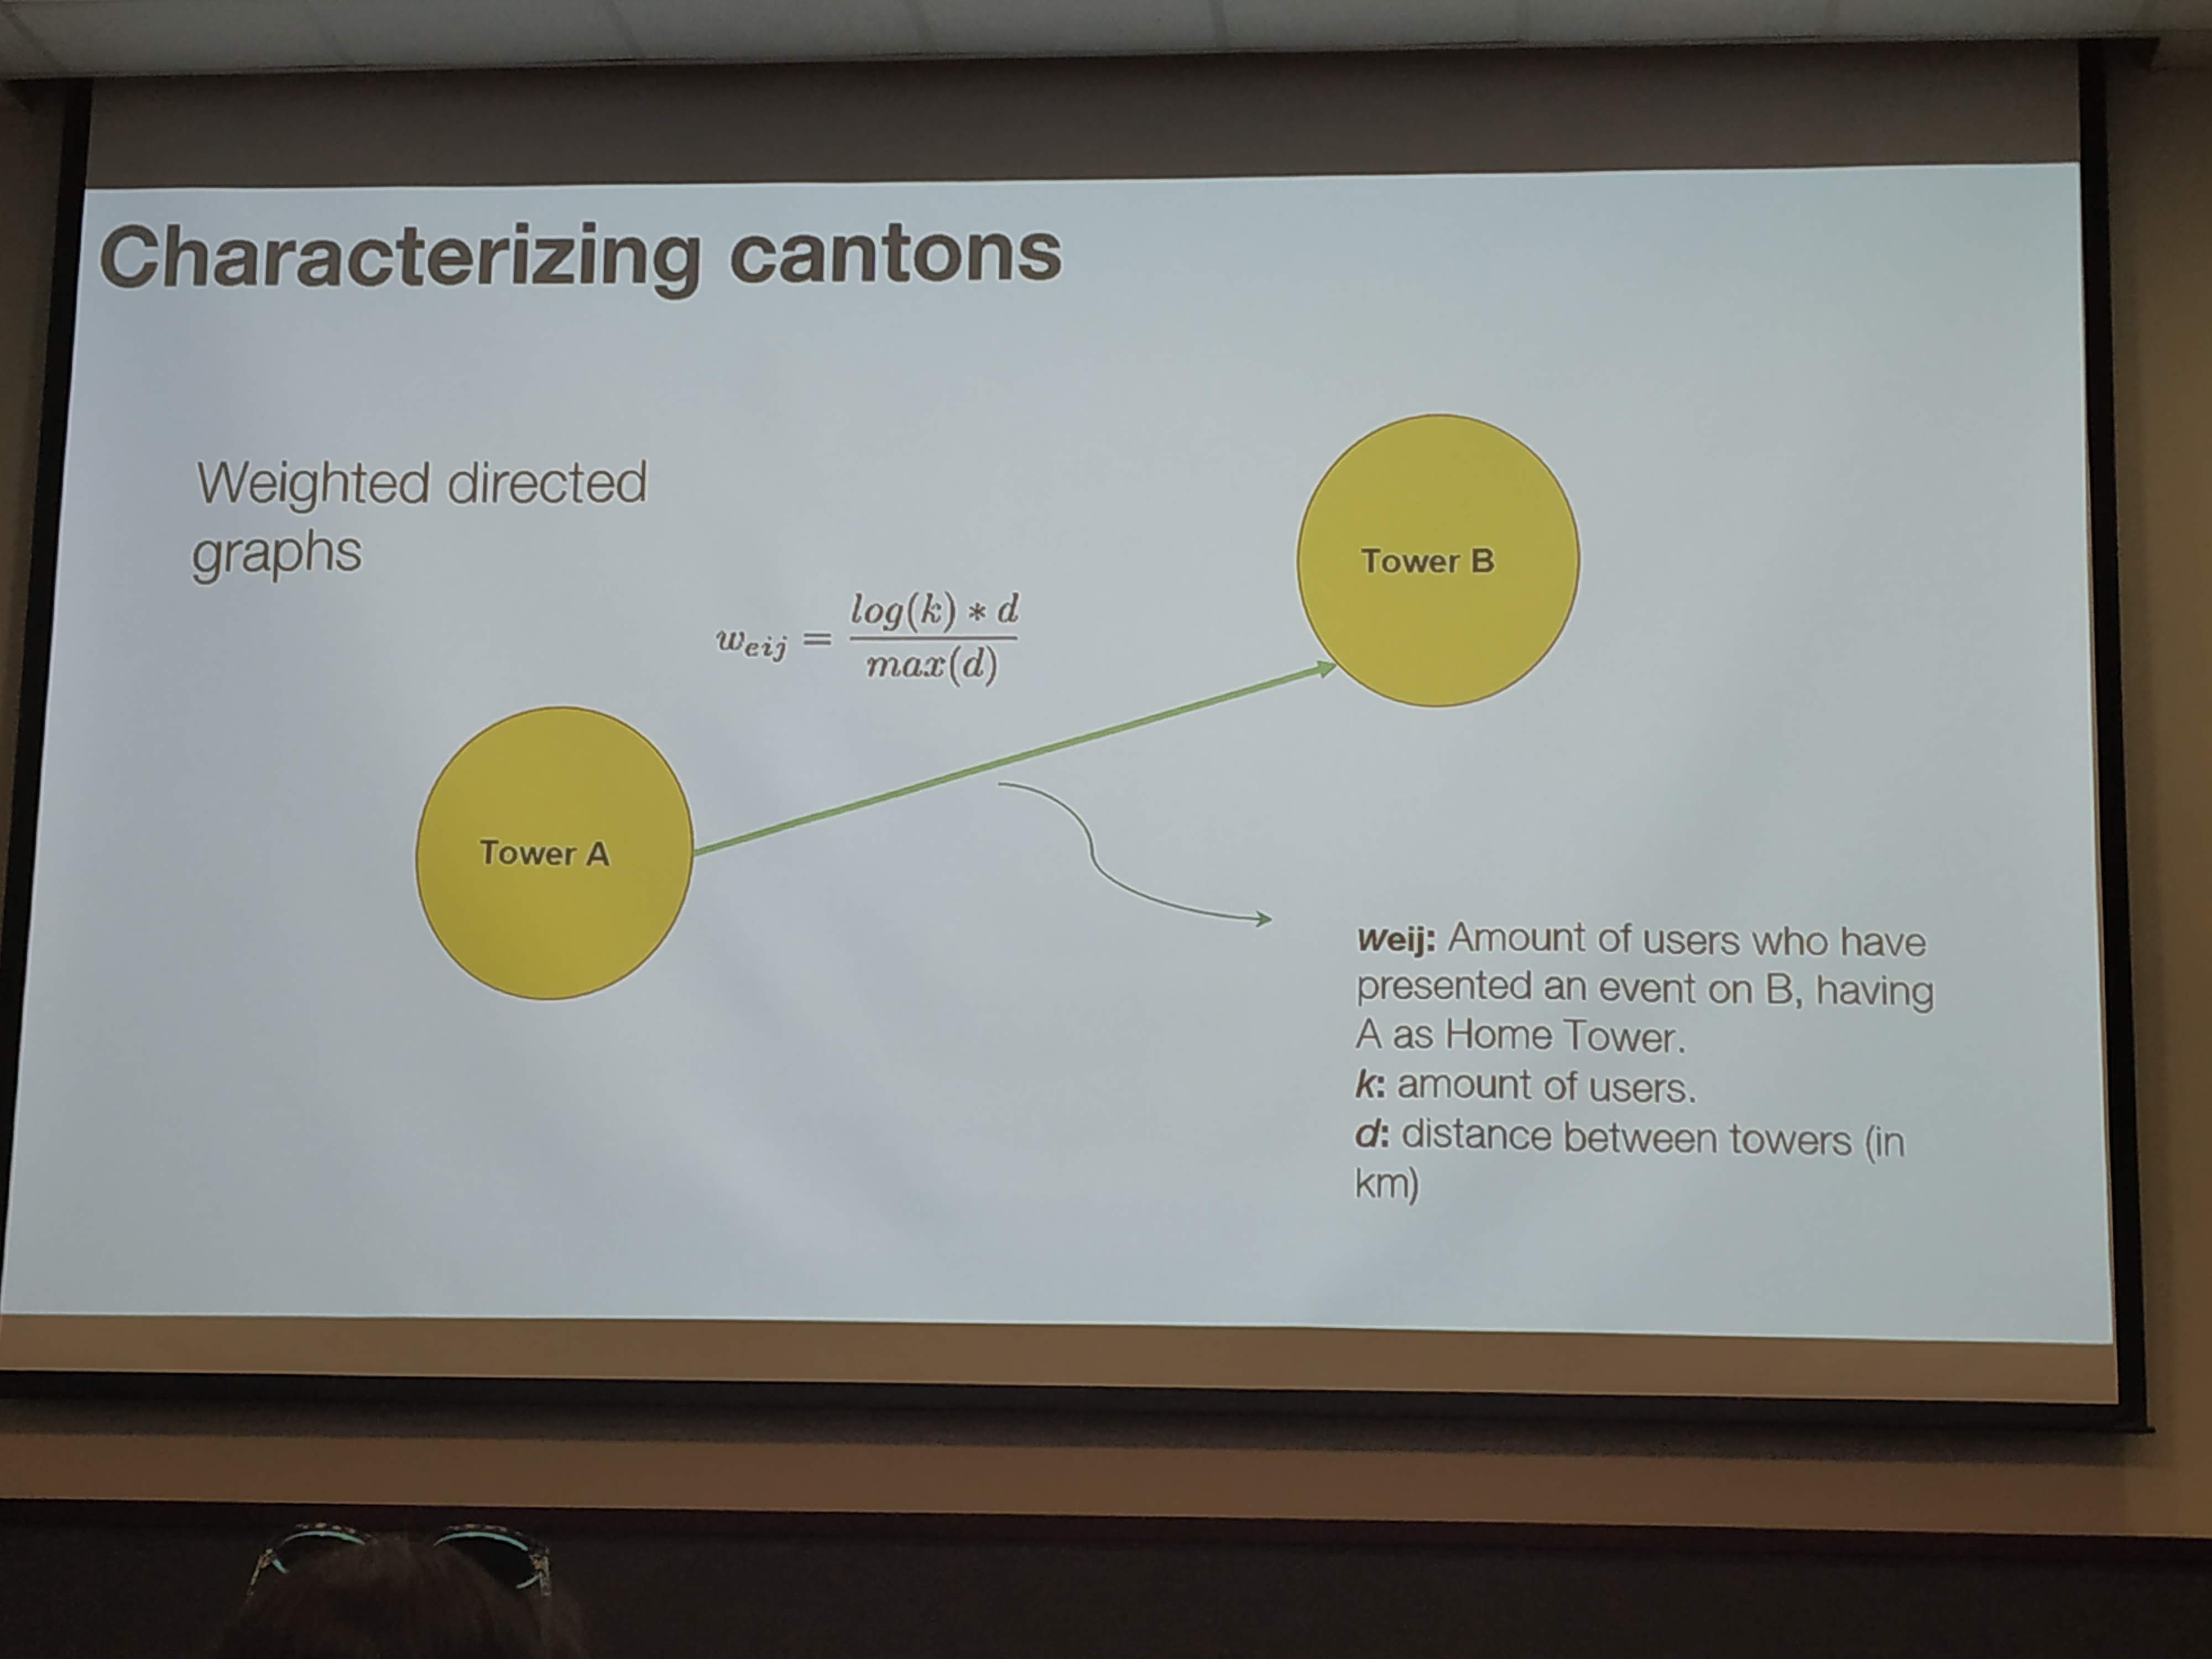 Characterizing cantons
Weighted directed
graphs
w_{eij} = \frac{log(k) * d}{max(d)}
Tower B
Tower A
weij: Amount of users who have
presented an event on B, having
A as Home Tower.
k: amount of users.
d: distance between towers (in
km)